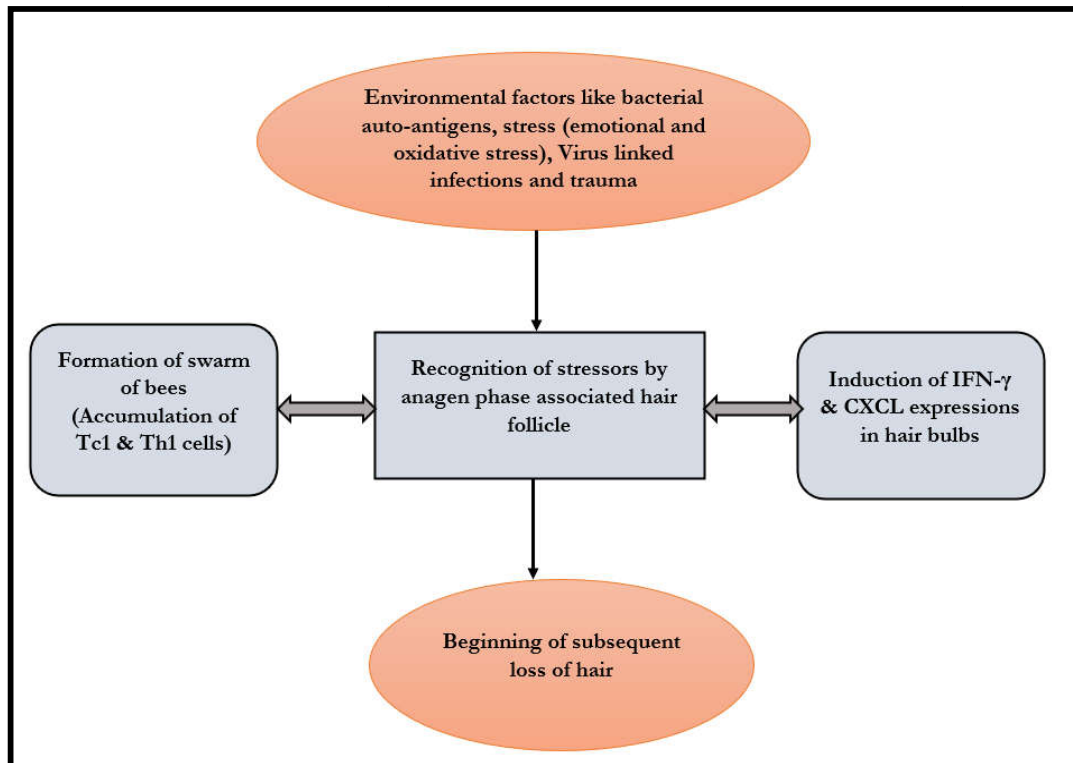 Environmental factors like bacterial
auto-antigens, stress (emotional and
oxidative stress), Virus linked
infections and trauma
Formation of swarm
of bees
(Accumulation of
Tc1 & Th1 cells)
Recognition of stressors by
anagen phase associated hair
follicle
Induction of IFN-γ
& CXCL expressions
in hair bulbs
Beginning of subsequent
loss of hair